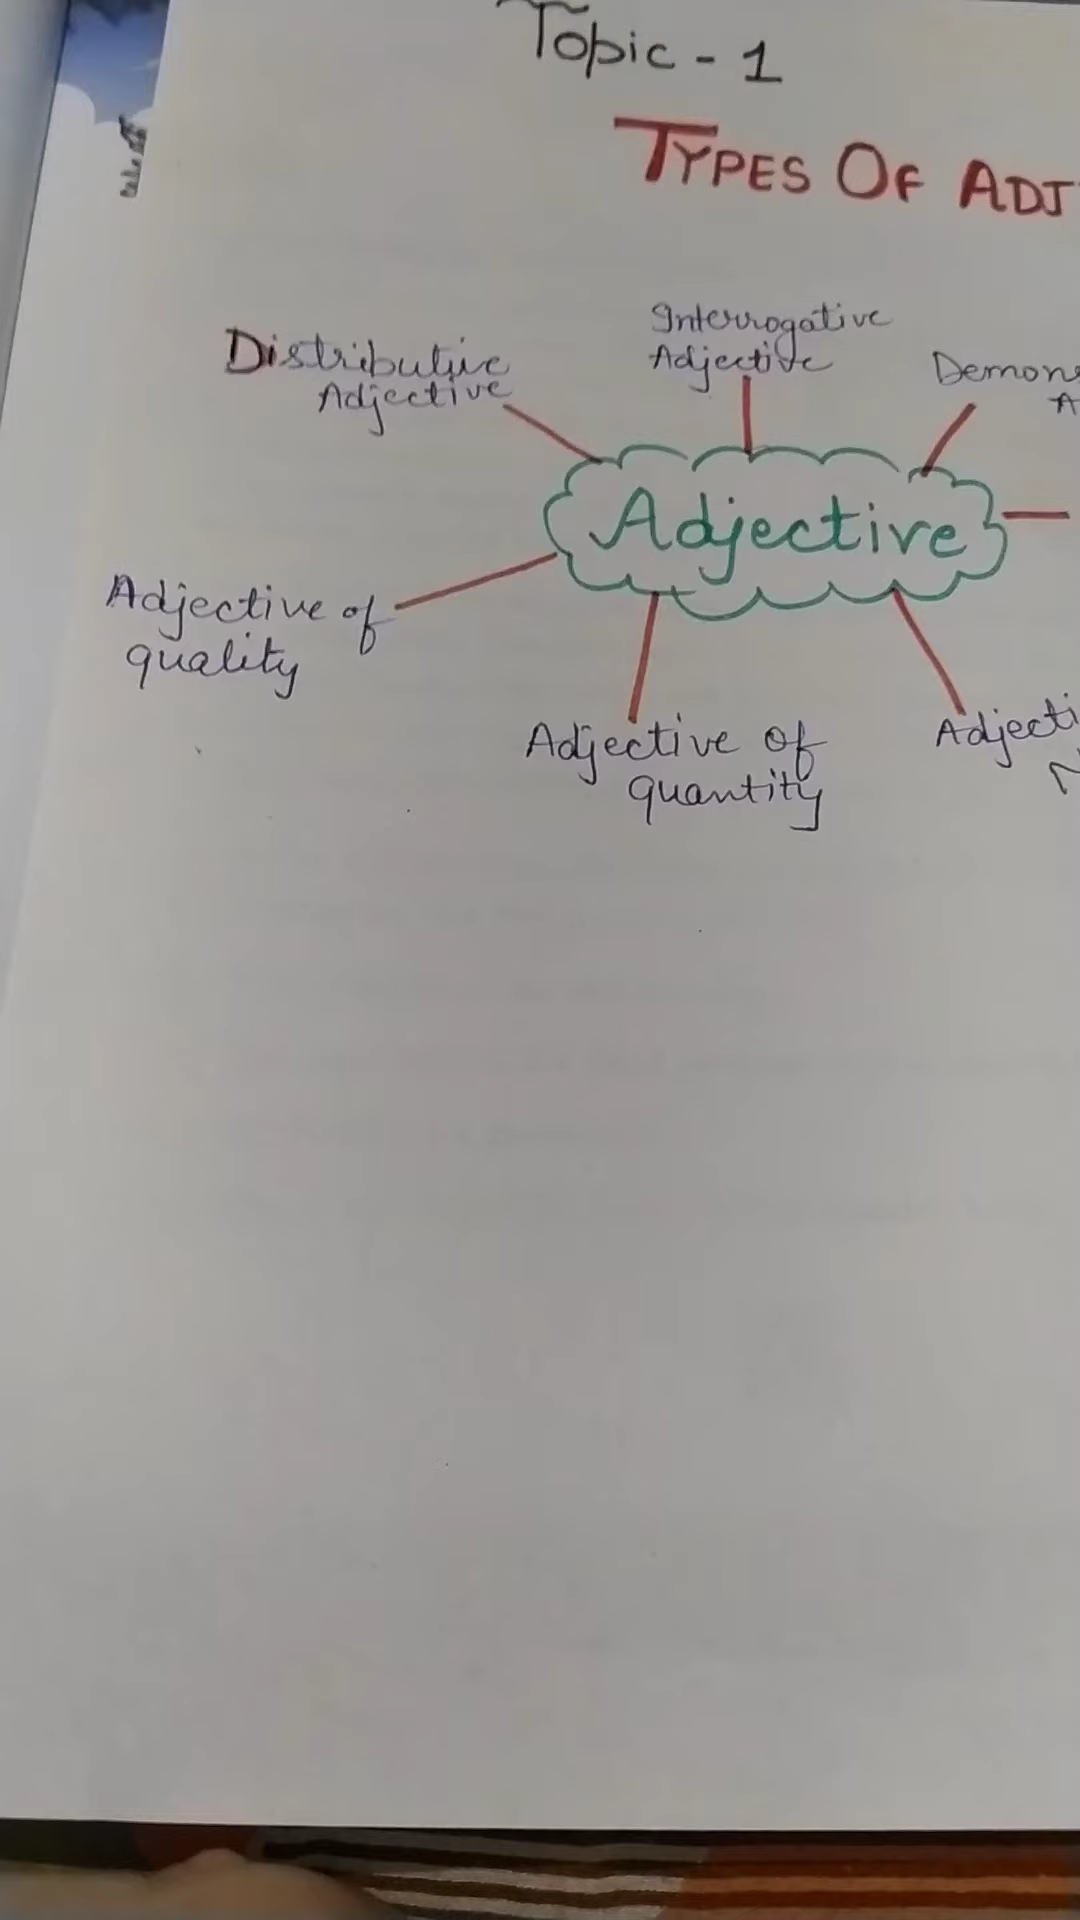 Topic - 1
TYPES OF ADJ
Interrogative
Adjective
Distributive
Adjective
Demons
A
Adjective
Adjective of
quality
Adjective of
quantity
Adjecti
N